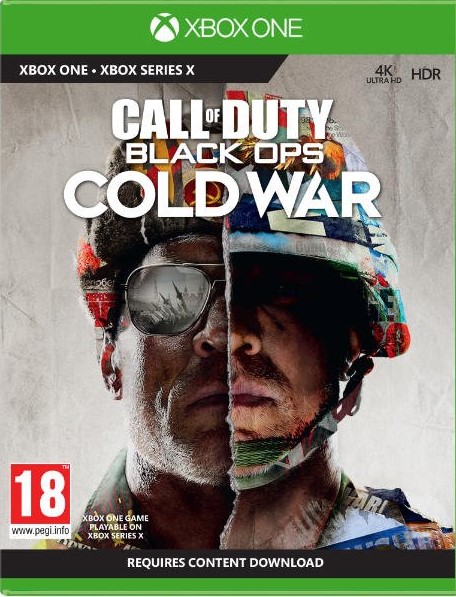 XBOX ONE
XBOX ONE • XBOX SERIES X
4K
ULTRA HD
HDR
CALL OF DUTY
BLACK OPS
COLD WAR
18
™
www.pegi.info
XBOX ONE GAME
PLAYABLE ON
XBOX SERIES X
REQUIRES CONTENT DOWNLOAD